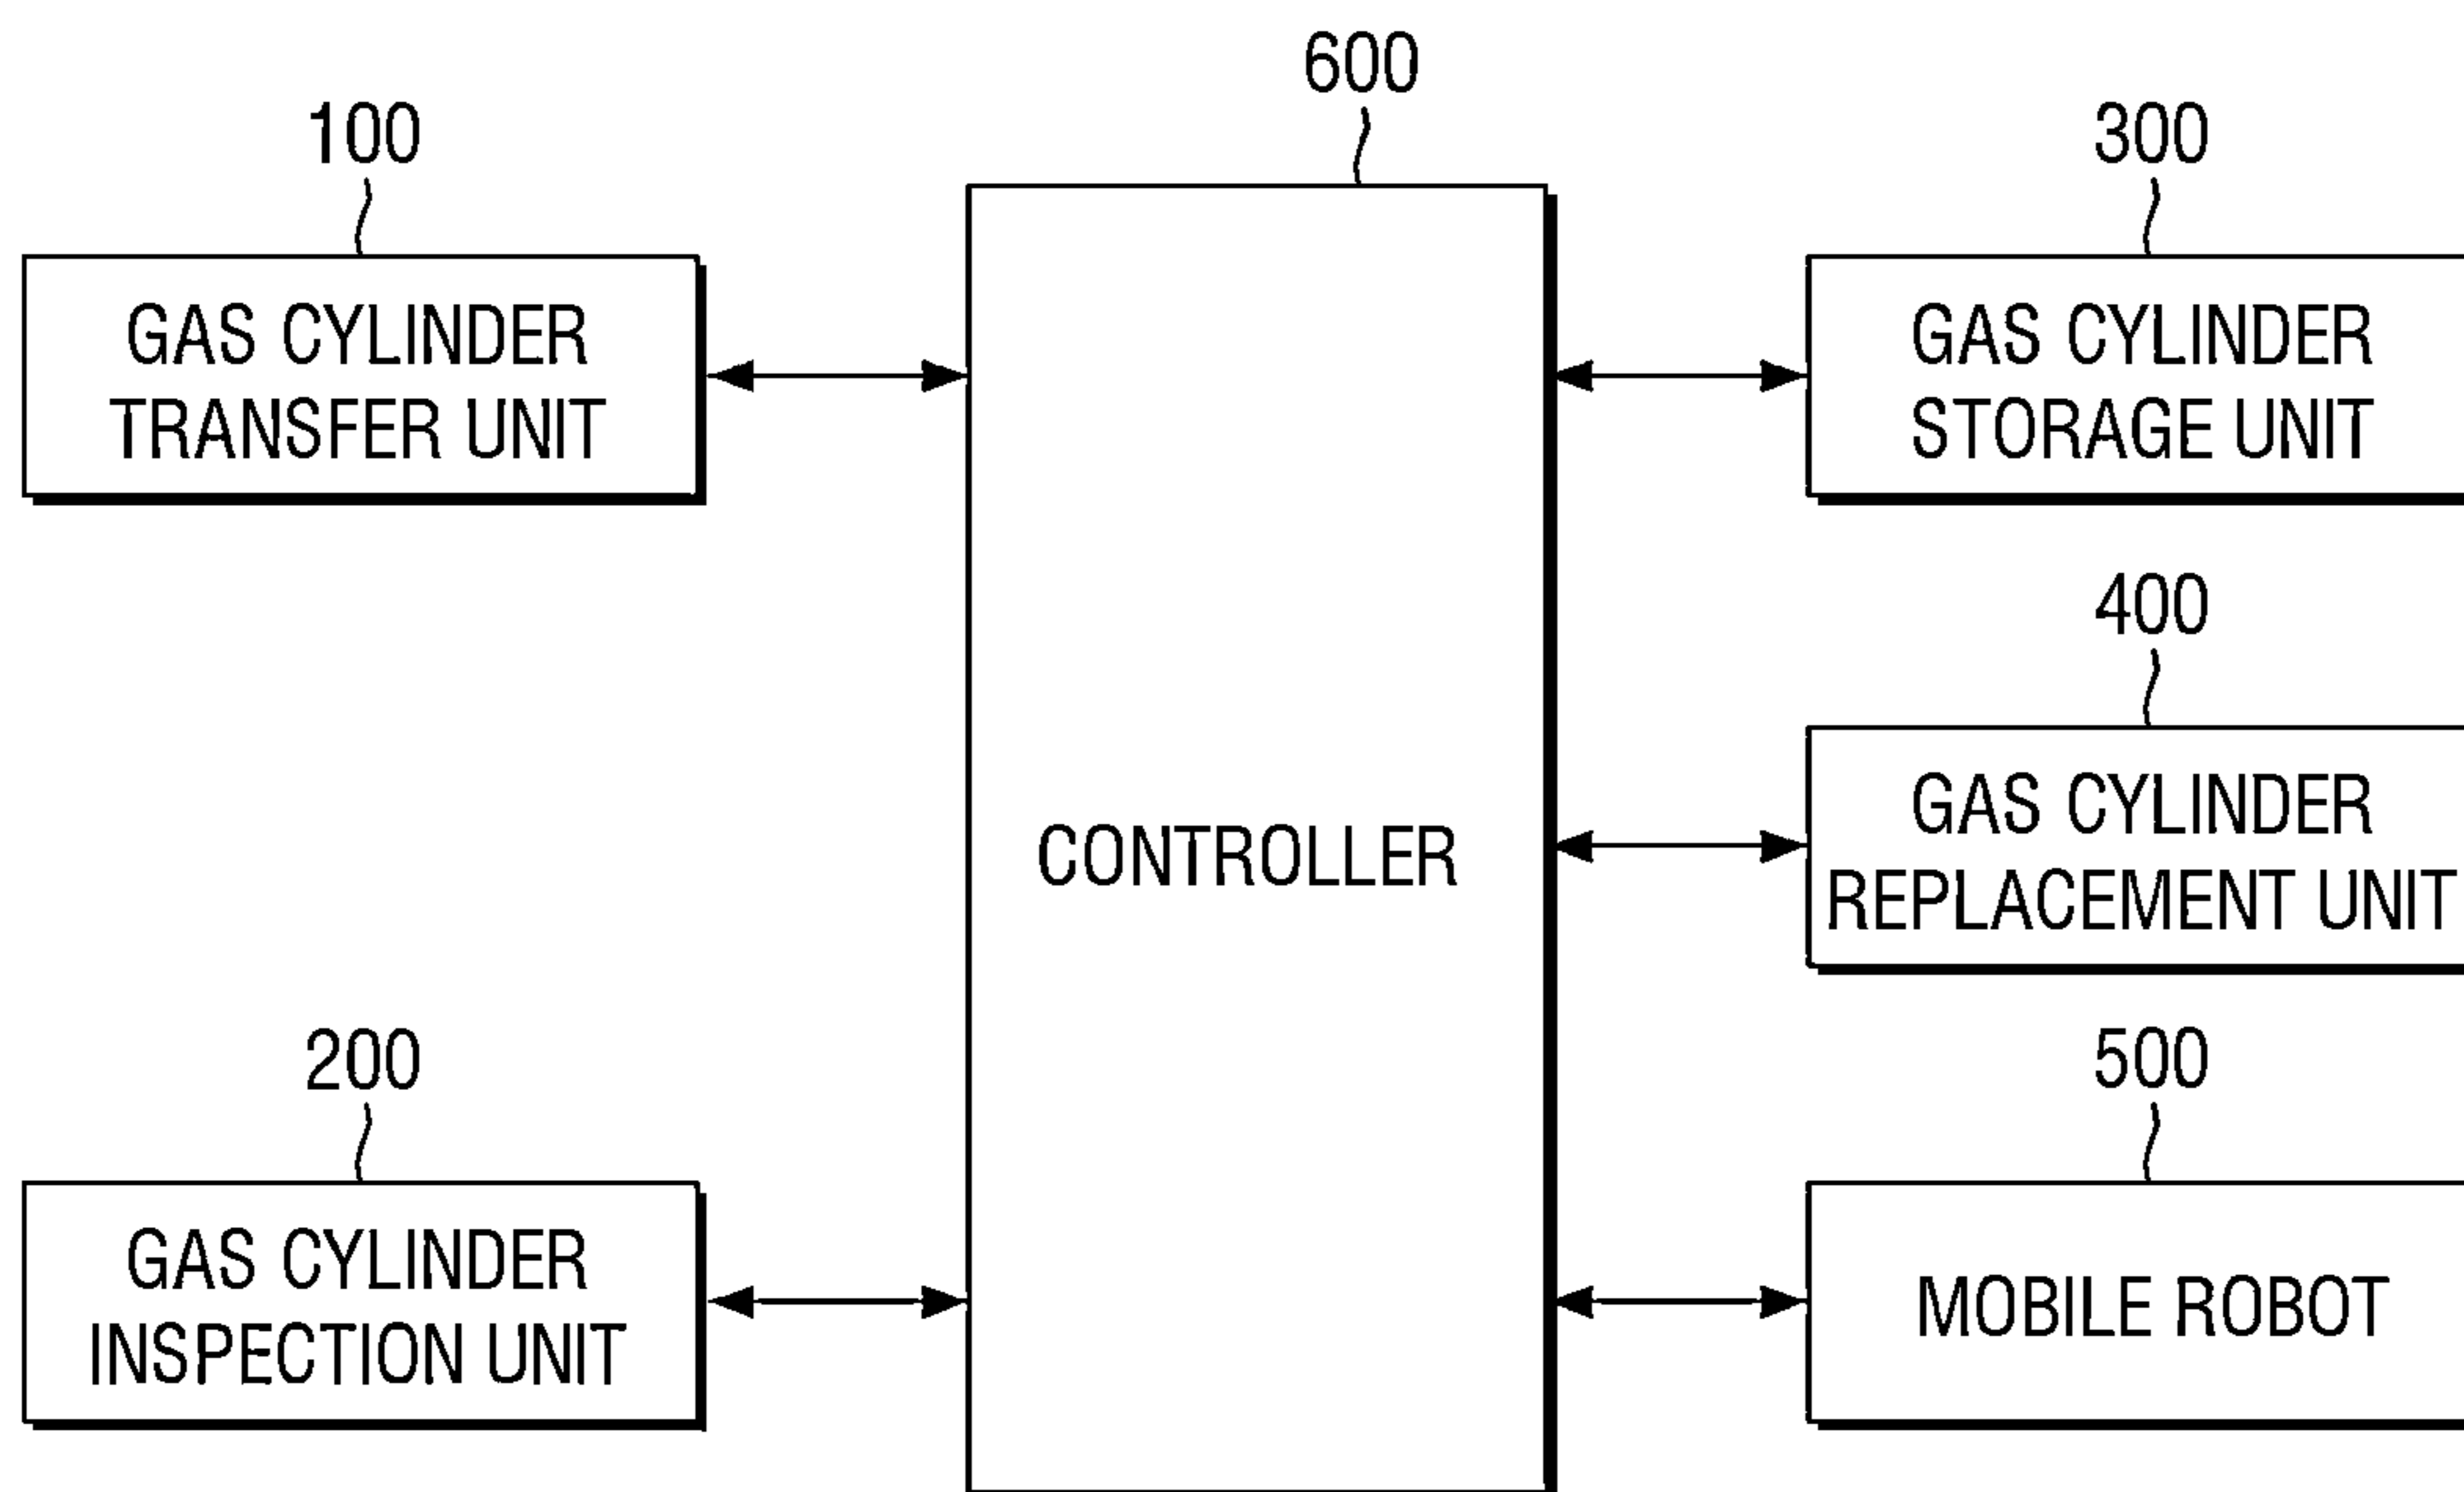 600
100
300
GAS CYLINDER
TRANSFER UNIT
GAS CYLINDER
STORAGE UNIT
400
CONTROLLER
GAS CYLINDER
REPLACEMENT UNIT
200
500
GAS CYLINDER
INSPECTION UNIT
MOBILE ROBOT